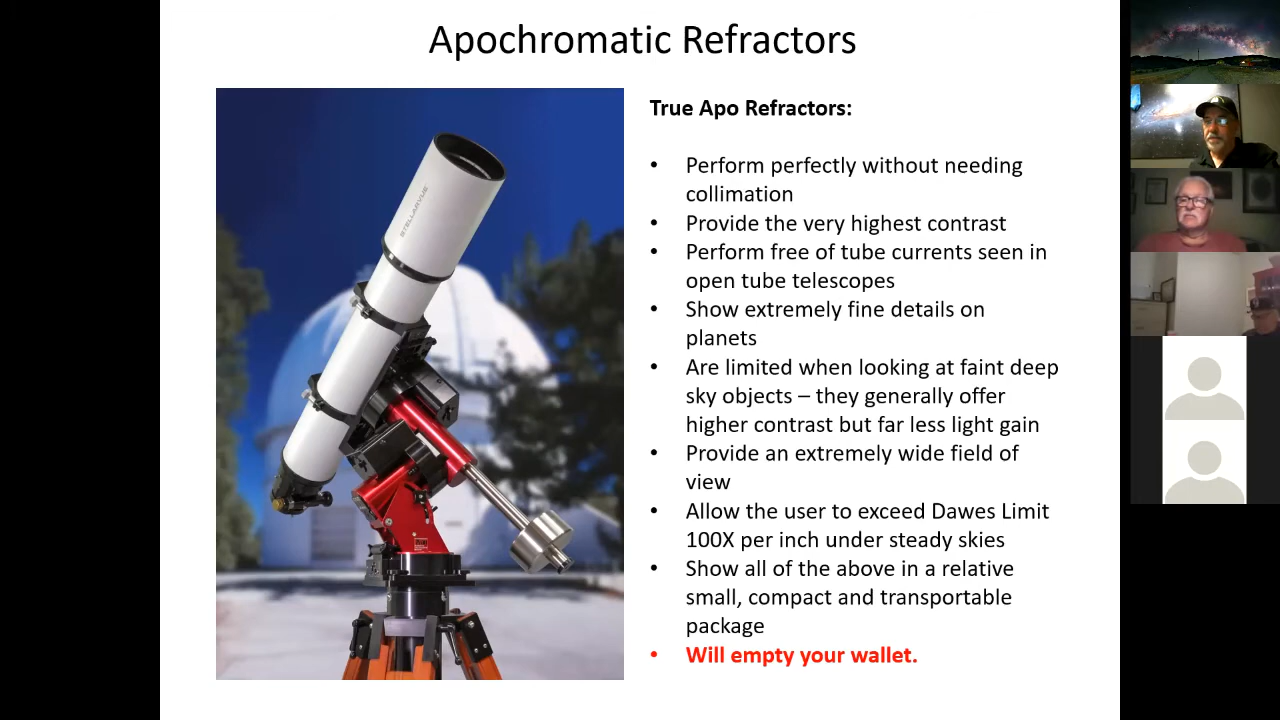 Apochromatic Refractors
True Apo Refractors:
• Perform perfectly without needing
collimation
• Provide the very highest contrast
• Perform free of tube currents seen in
open tube telescopes
• Show extremely fine details on
planets
• Are limited when looking at faint deep
sky objects – they generally offer
higher contrast but far less light gain
• Provide an extremely wide field of
view
• Allow the user to exceed Dawes Limit
100X per inch under steady skies
• Show all of the above in a relative
small, compact and transportable
package
• Will empty your wallet.
STELLARVUE